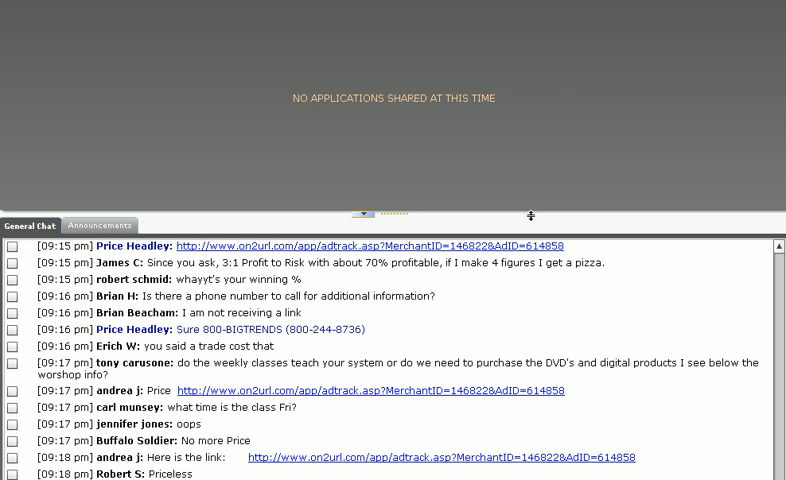 NO APPLICATIONS SHARED AT THIS TIME
General Chat
Announcements
[09:15 pm] Price Headley: http://www.on2url.com/app/adtrack.asp?MerchantID=146822&AdID=614858
[09:15 pm] James C: Since you ask, 3:1 Profit to Risk with about 70% profitable, if I make 4 figures I get a pizza.
[09:15 pm] robert schmid: whayyt's your winning %
[09:16 pm] Brian H: Is there a phone number to call for additional information?
[09:16 pm] Brian Beacham: I am not receiving a link
[09:16 pm] Price Headley: Sure 800-BIGTRENDS (800-244-8736)
[09:16 pm] Erich W: you said a trade cost that
[09:17 pm] tony carusone: do the weekly classes teach your system or do we need to purchase the DVD's and digital products I see below the
worshop info?
[09:17 pm] andrea j: Price http://www.on2url.com/app/adtrack.asp?MerchantID=146822&AdID=614858
[09:17 pm] carl munsey: what time is the class Fri?
[09:17 pm] jennifer jones: oops
[09:17 pm] Buffalo Soldier: No more Price
[09:18 pm] andrea j: Here is the link: http://www.on2url.com/app/adtrack.asp?MerchantID=146822&AdID=614858
[09:18 pm] Robert S: Priceless